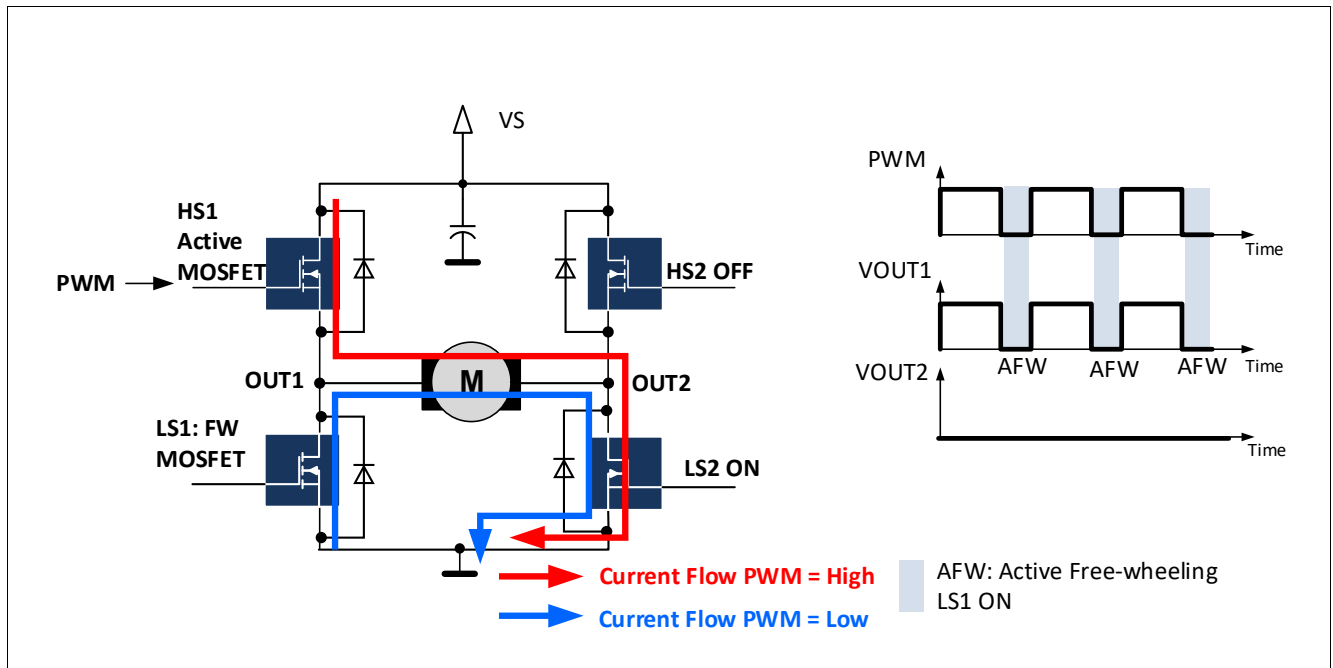 VS
HS1
Active
MOSFET
PWM
HS2 OFF
OUT1
M
OUT2
LS1: FW
MOSFET
LS2 ON
Current Flow PWM = High
Current Flow PWM = Low
PWM
Time
VOUT1
AFW
AFW
AFW
Time
VOUT2
Time
AFW: Active Free-wheeling
LS1 ON